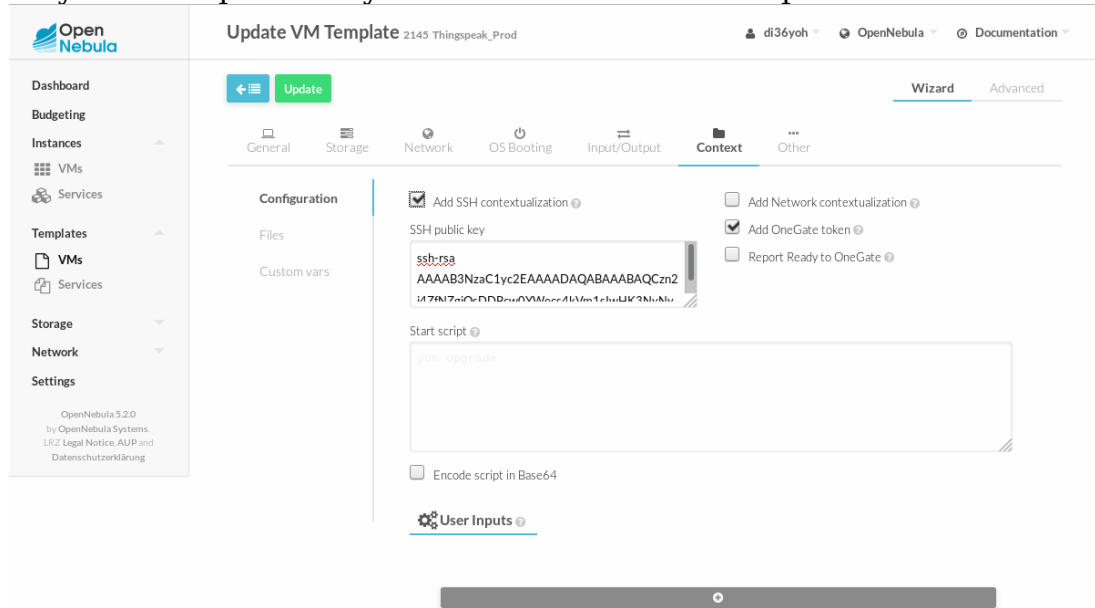 Open
Nebula
Update VM Template 2145 Thingspeak_Prod
di36yoh
OpenNebula
Documentation
Dashboard
Budgeting
Instances
VMs
Services
Templates
VMs
Services
Storage
Network
Settings
OpenNebula 5.2.0
by OpenNebula Systems.
LRZ Legal Notice, AUP and
Datenschutzerklärung
Update
Wizard
Advanced
General
Storage
Network
OS Booting
Input/Output
Context
Other
Configuration
Files
Custom vars
Add SSH contextualization
SSH public key
ssh-rsa
AAAAB3NzaC1yc2EAAAADAQABAAABAQCzn2
Add Network contextualization
Add OneGate token
Report Ready to OneGate
Start script
yum upgrade
Encode script in Base64
User Inputs